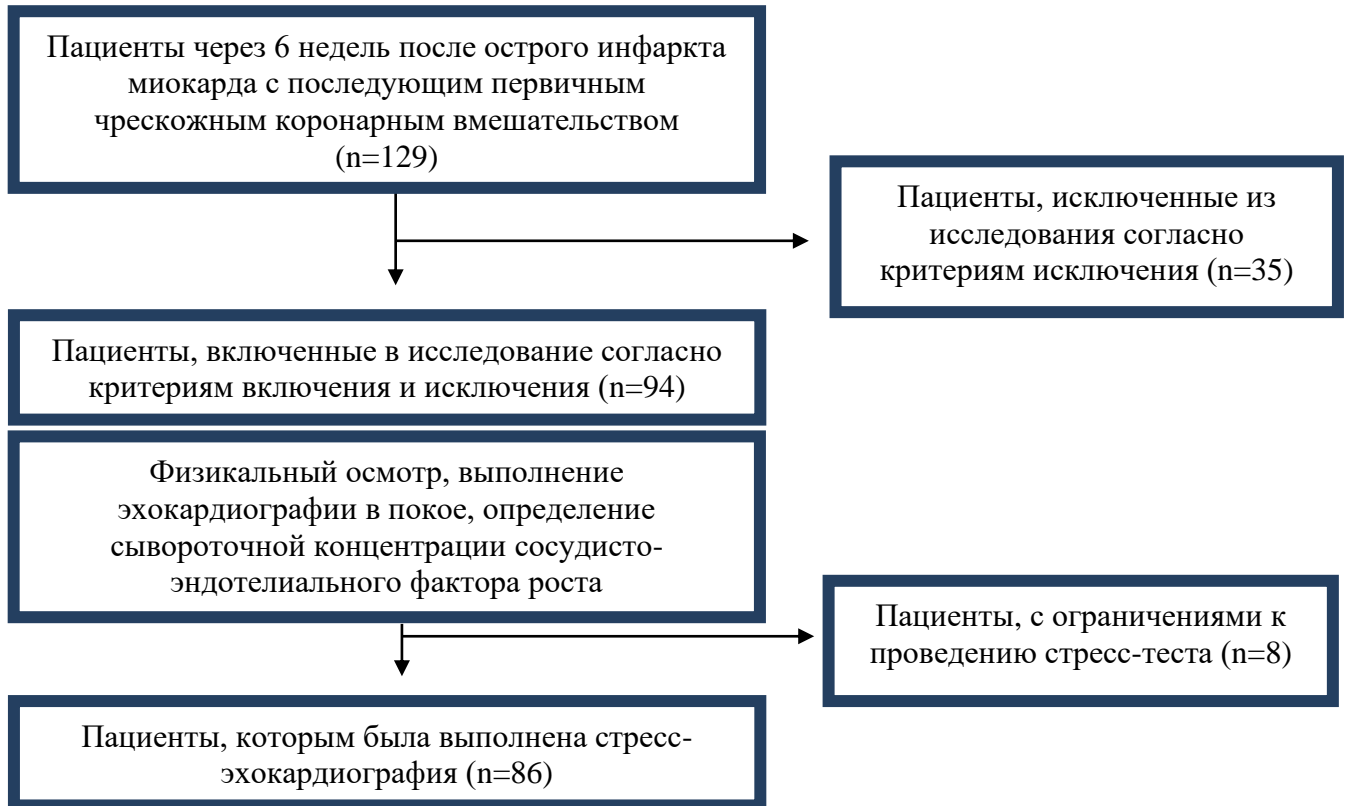 Пациенты через 6 недель после острого инфаркта
миокарда с последующим первичным
чрескожным коронарным вмешательством
(n=129)
Пациенты, исключенные из
исследования согласно
критериям исключения (n=35)
Пациенты, включенные в исследование согласно
критериям включения и исключения (n=94)
Физикальный осмотр, выполнение
эхокардиографии в покое, определение
сывороточной концентрации сосудисто-
эндотелиального фактора роста
Пациенты, с ограничениями к
проведению стресс-теста (n=8)
Пациенты, которым была выполнена стресс-
эхокардиография (n=86)